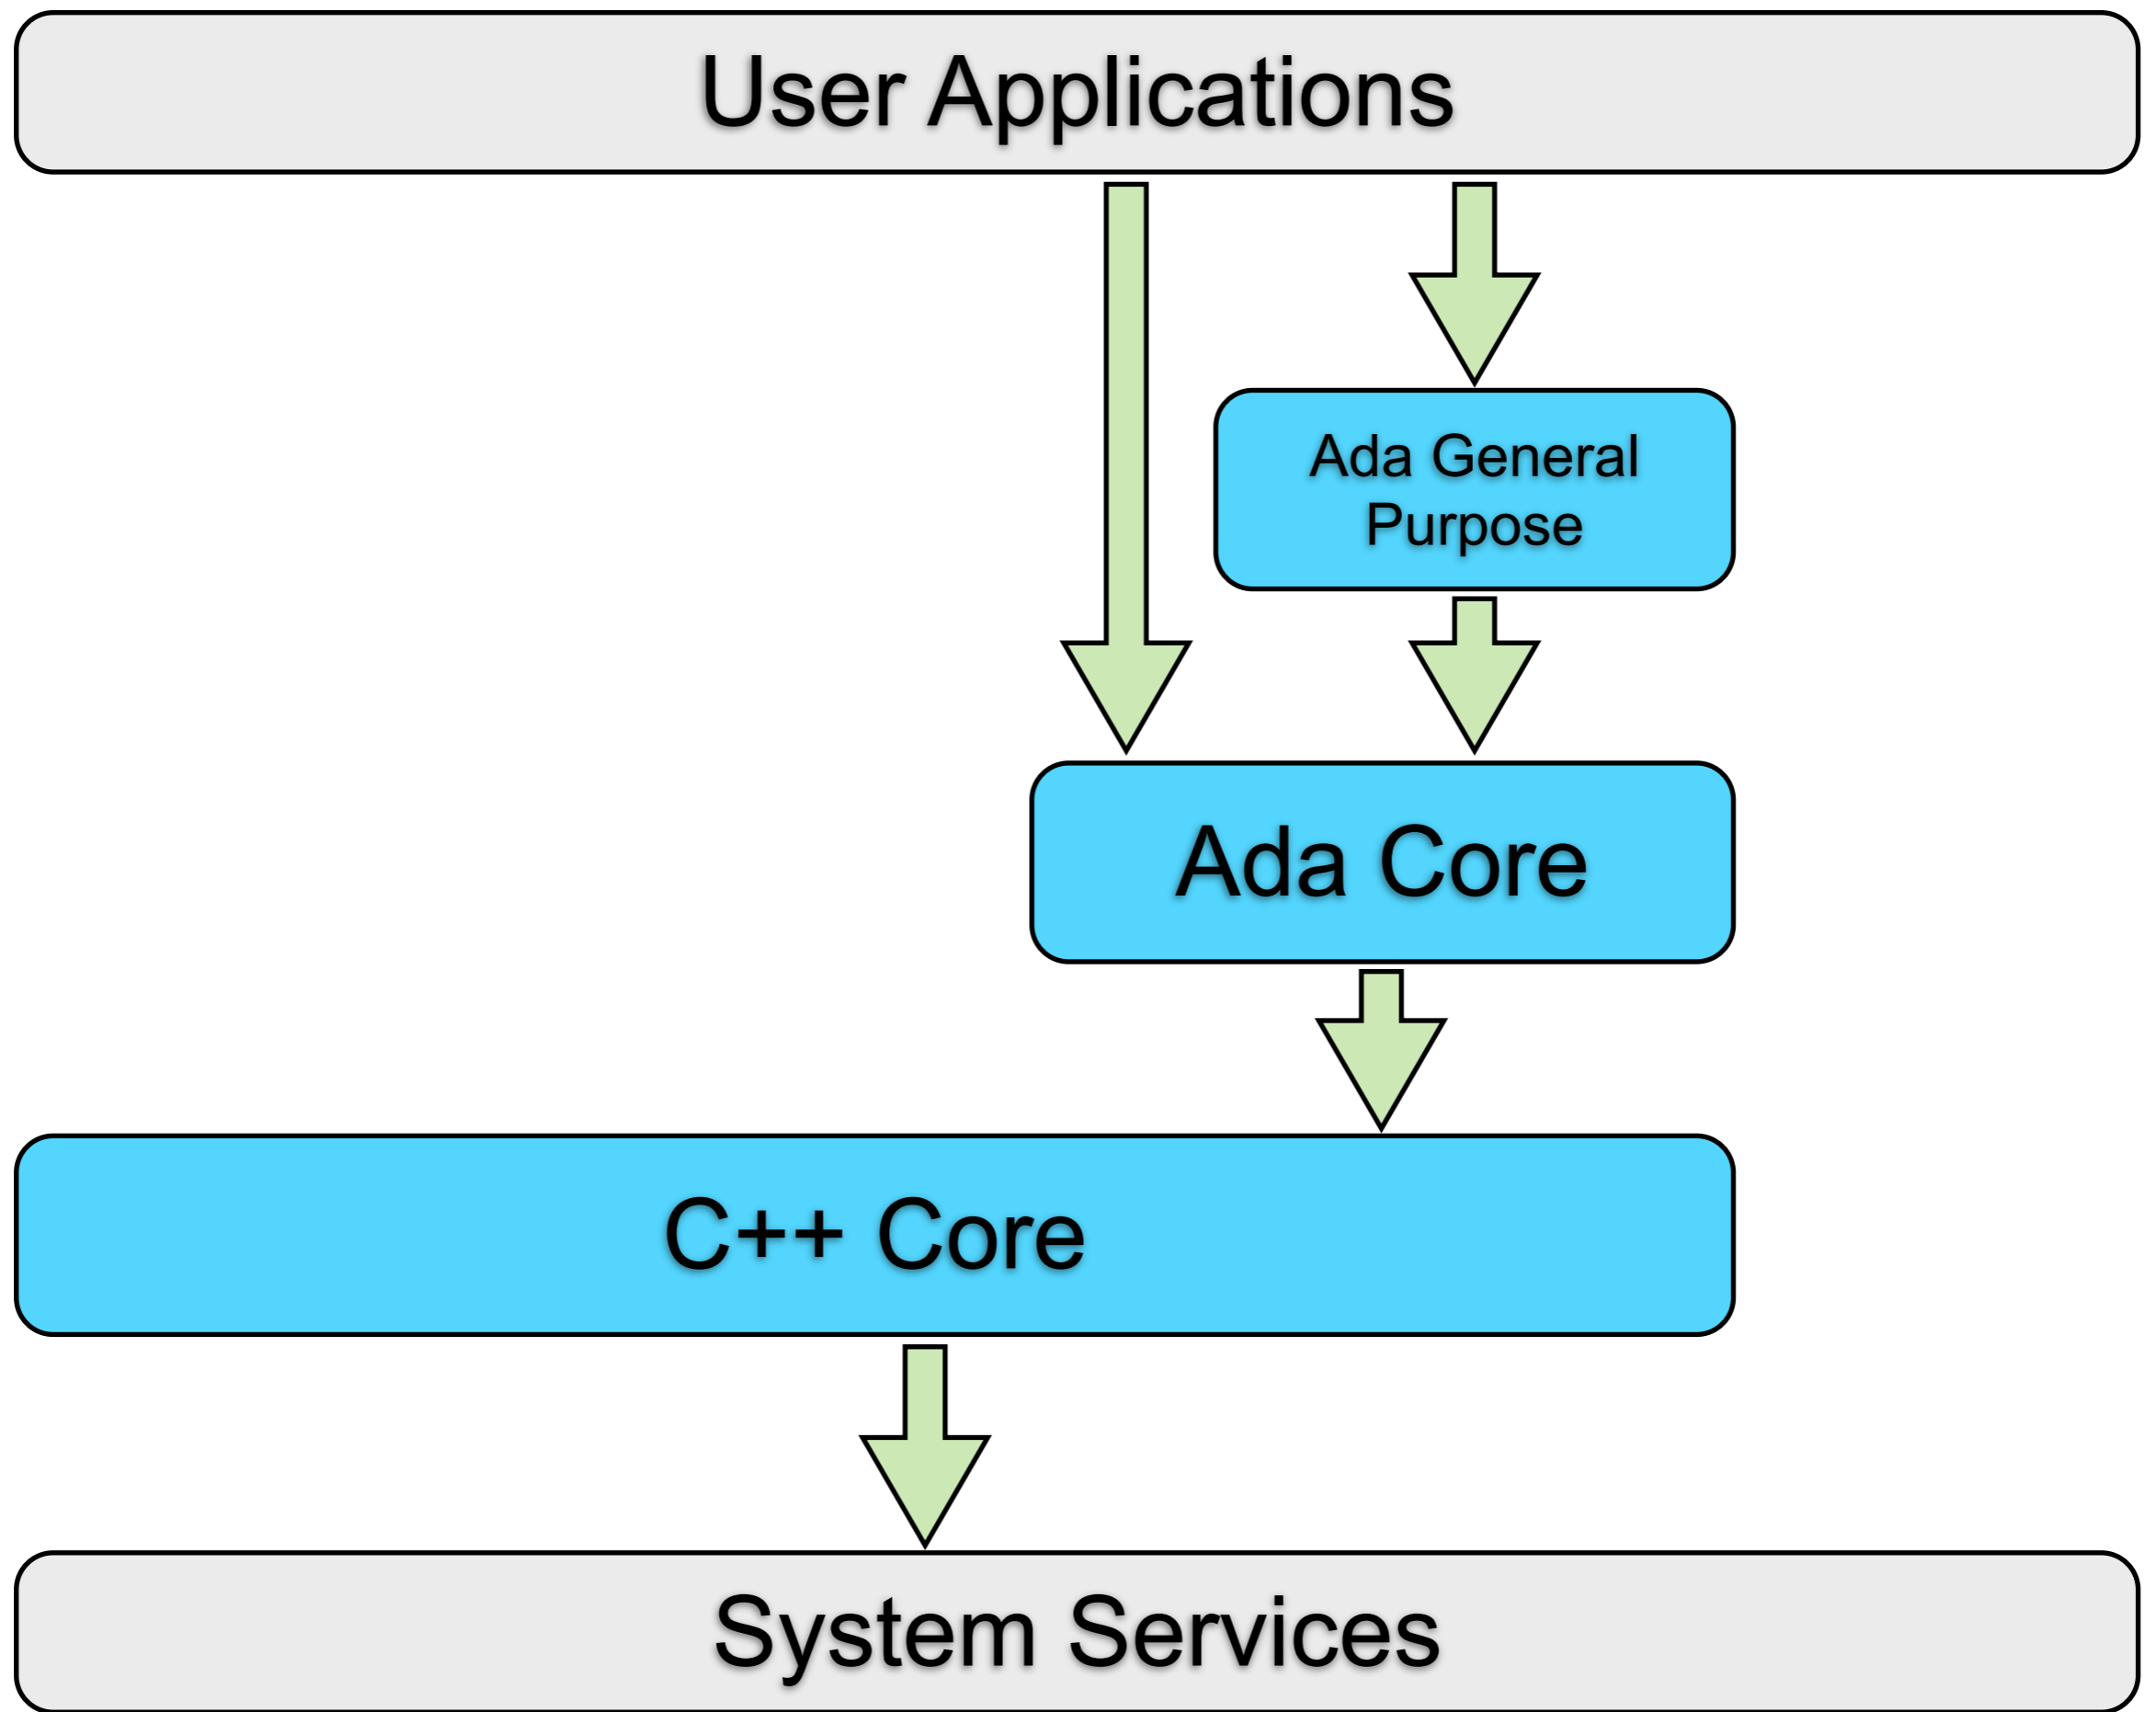 User Applications
Ada General
Purpose
Ada Core
C++ Core
System Services